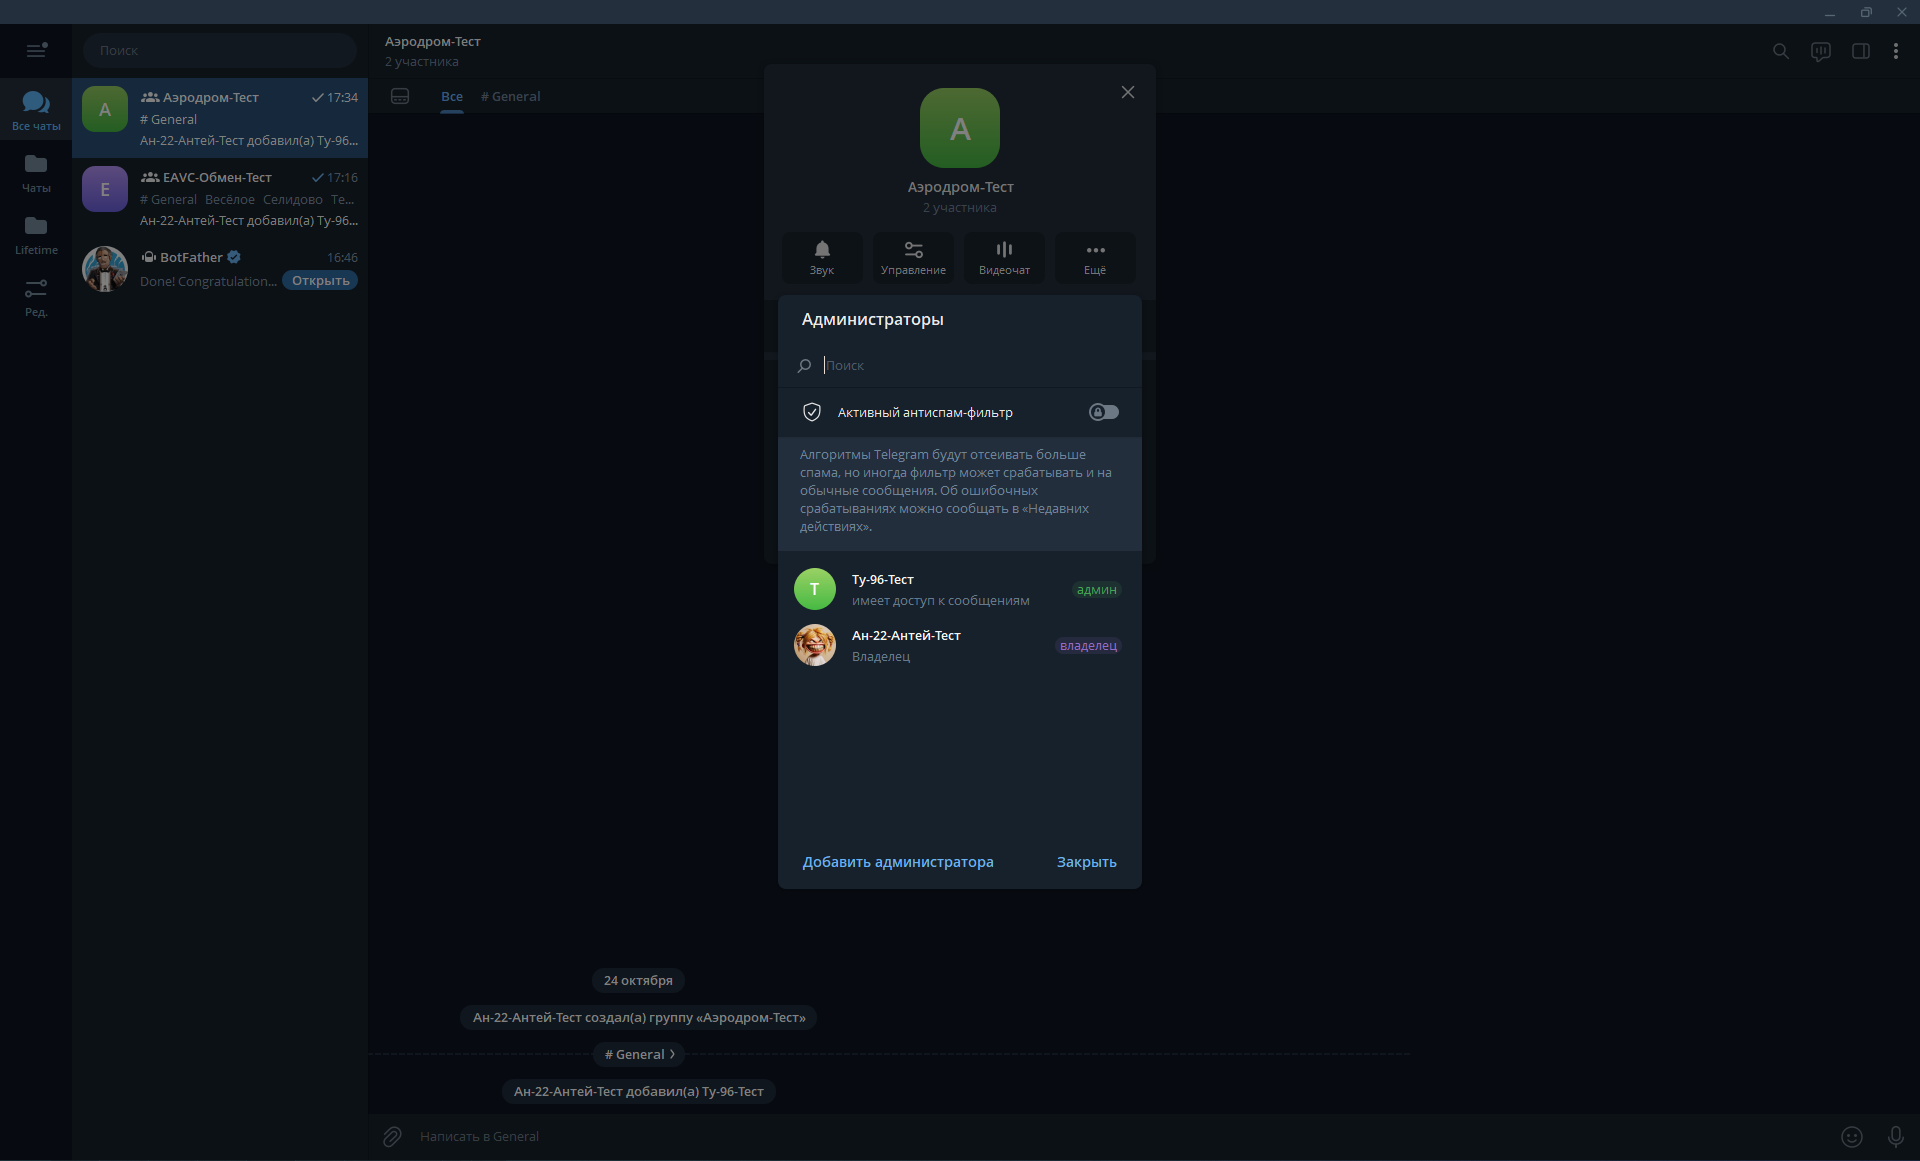 Все чаты
Чаты
Lifetime
Ред.
Поиск
А
Аэродром-Тест
17:34
# General
Ан-22-Антей-Тест добавил(а) Ту-96...
E
EAVC-Обмен-Тест
17:16
# General Весёлое Селидово Те...
Ан-22-Антей-Тест добавил(а) Ту-96...
BotFather
16:46
Done! Congratulation...
Открыть
Аэродром-Тест
2 участника
Все
# General
А
Аэродром-Тест
2 участника
Звук
Управление
Видеочат
Ещё
Администраторы
Поиск
Активный антиспам-фильтр
Алгоритмы Telegram будут отсеивать больше
спама, но иногда фильтр может срабатывать и на
обычные сообщения. Об ошибочных
срабатываниях можно сообщать в «Недавних
действиях».
Т
Ту-96-Тест
имеет доступ к сообщениям
админ
Ан-22-Антей-Тест
Владелец
владелец
Добавить администратора
Закрыть
24 октября
Ан-22-Антей-Тест создал(а) группу «Аэродром-Тест»
# General
Ан-22-Антей-Тест добавил(а) Ту-96-Тест
Написать в General